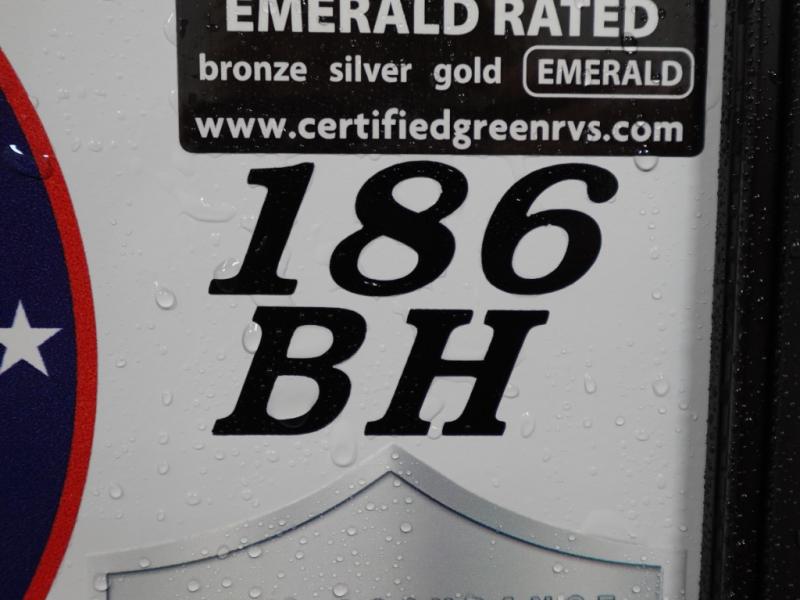 EMERALD RATED
bronze silver gold EMERALD
www.certifiedgreenrvs.com
186
BH